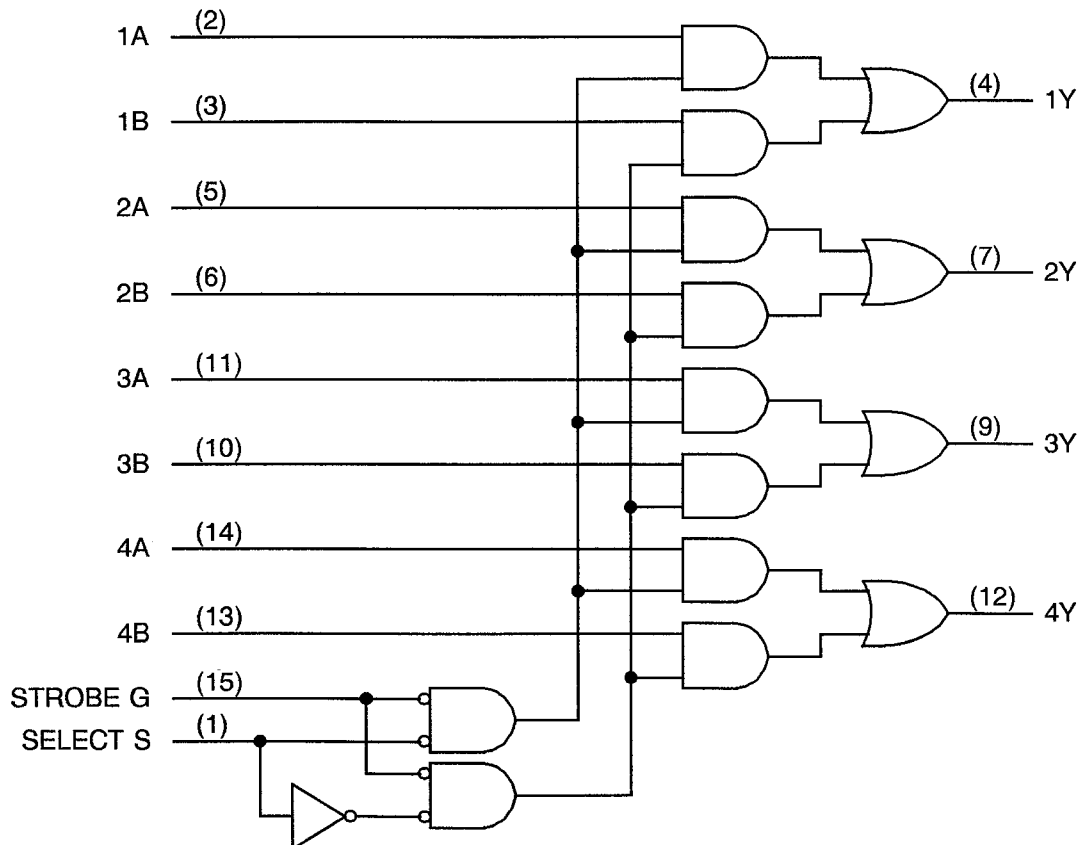 1A (2)
(4) 1Y
1B (3)
2A (5)
(7) 2Y
2B (6)
3A (11)
(9) 3Y
3B (10)
4A (14)
(12) 4Y
4B (13)
STROBE G (15)
SELECT S (1)